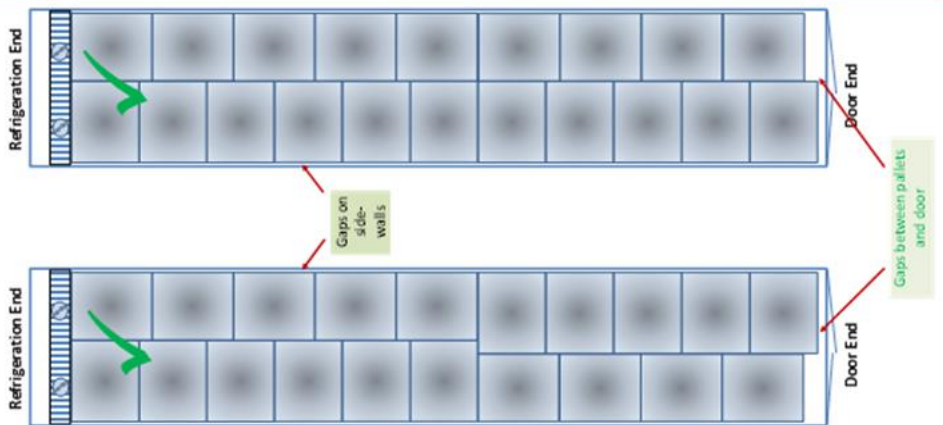 Refrigeration End
Door End
Gaps on
side-
walls
Gaps between pallets
and door
Refrigeration End
Door End